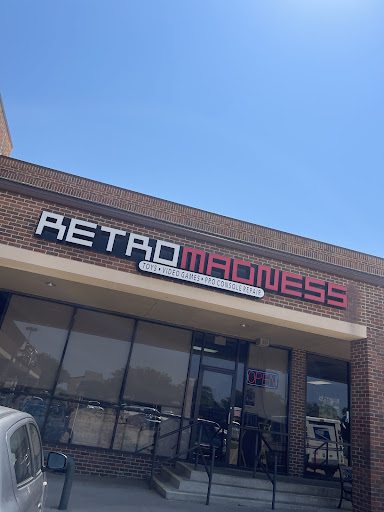 RETROMADNESS
TOYS • VIDEO GAMES • PRO CONSOLE REPAIR
OPEN